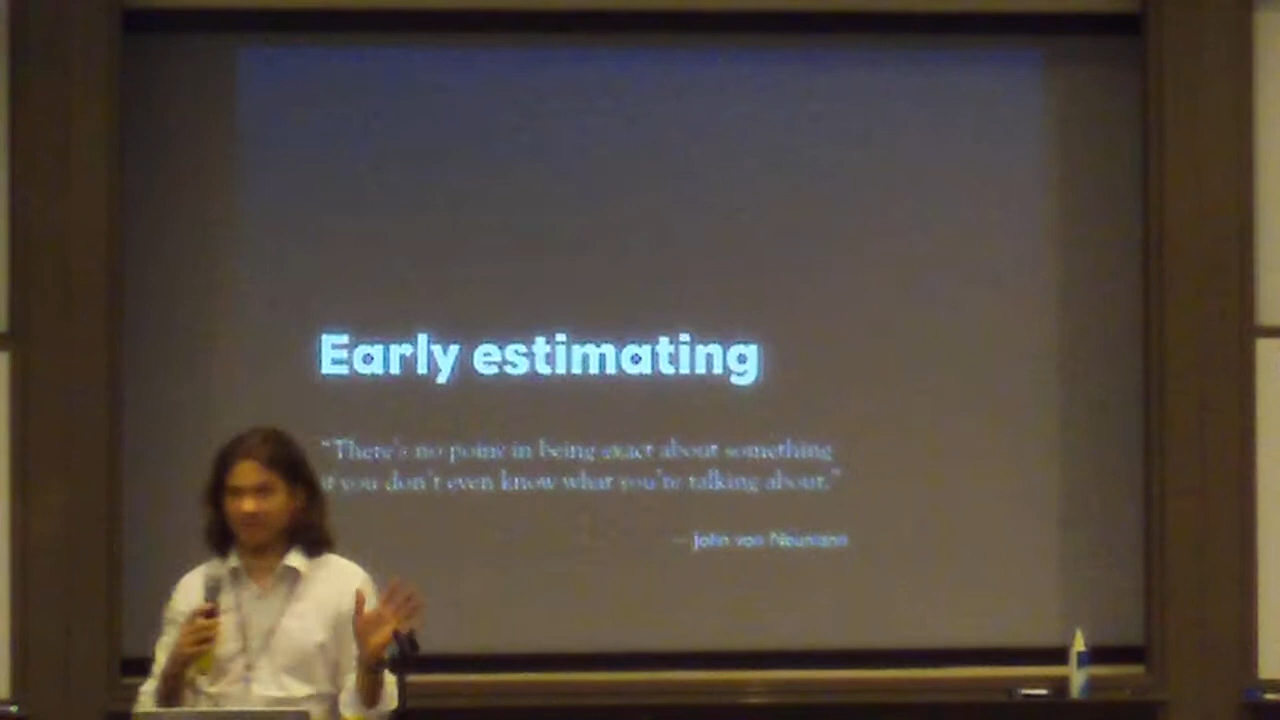 Early estimating
“There's no point in being exact about something
if you don't even know what you're talking about.”
— John von Neumann